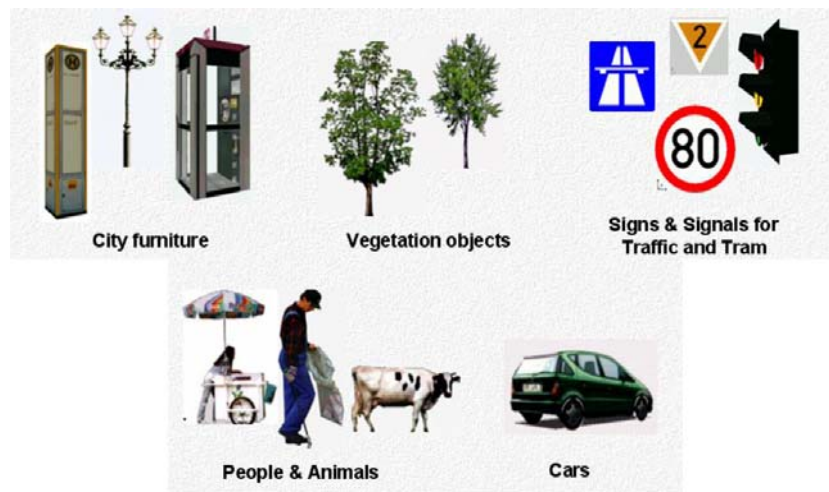 H
2
80
City furniture
Vegetation objects
Signs & Signals for
Traffic and Tram
People & Animals
Cars